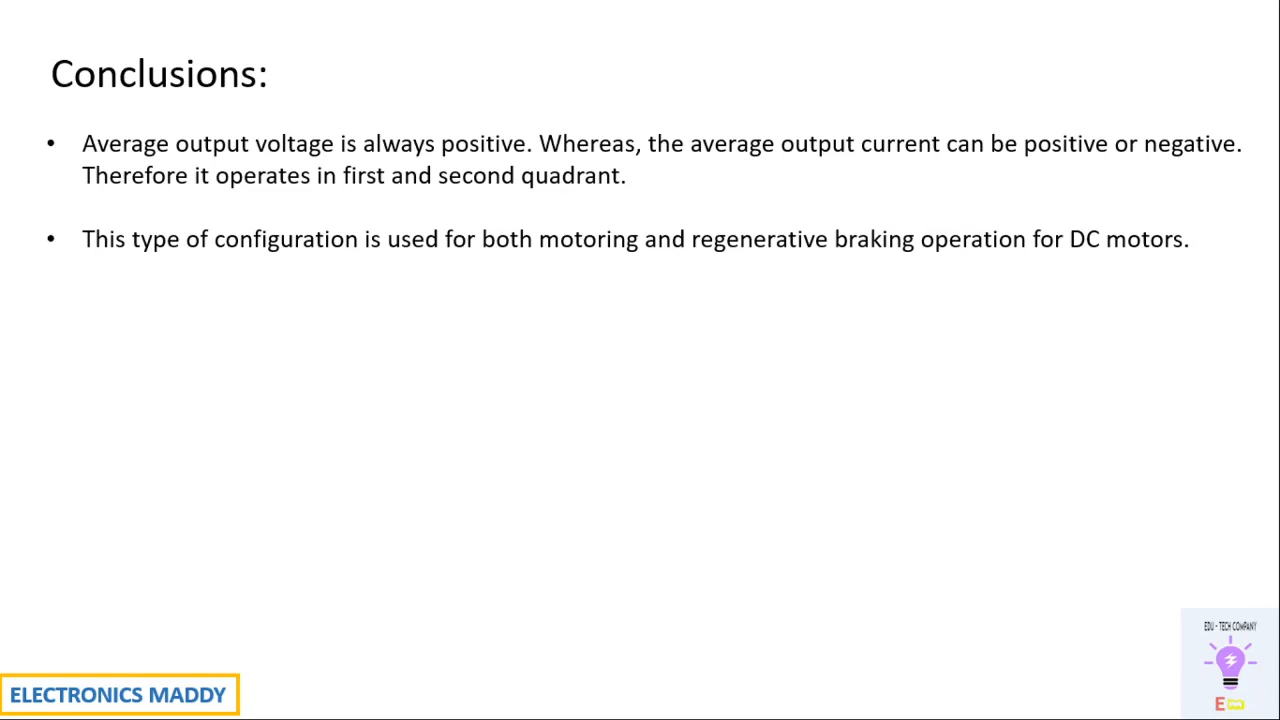 Conclusions:
• Average output voltage is always positive. Whereas, the average output current can be positive or negative.
Therefore it operates in first and second quadrant.
• This type of configuration is used for both motoring and regenerative braking operation for DC motors.
EDU - TECH COMPANY
E
ELECTRONICS MADDY